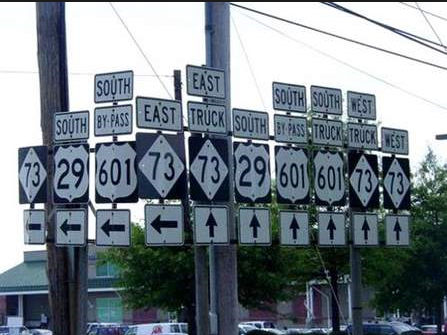 73
SOUTH
29
SOUTH
BY-PASS
601
EAST
73
EAST
TRUCK
73
SOUTH
29
SOUTH
BY-PASS
601
SOUTH
TRUCK
601
WEST
TRUCK
73
WEST
73